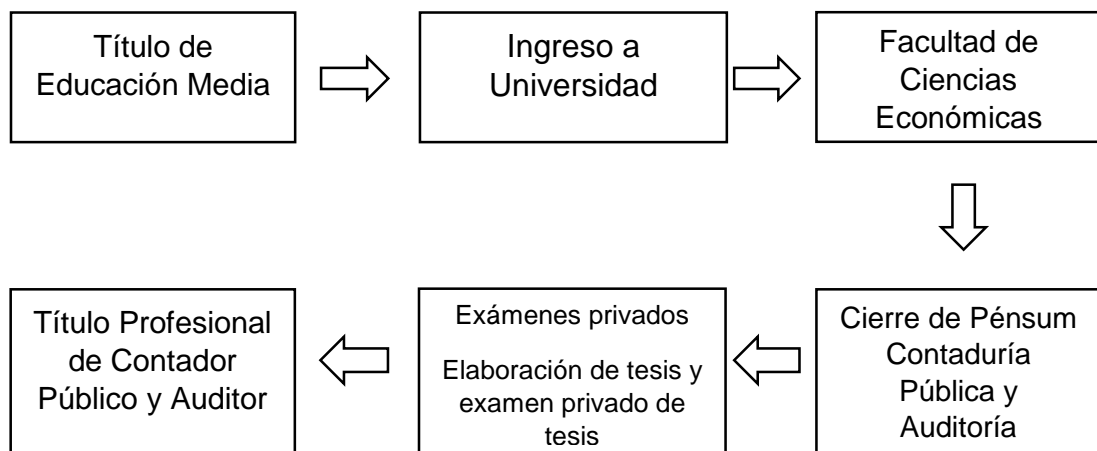 Título de
Educación Media
Ingreso a
Universidad
Facultad de
Ciencias
Económicas
Título Profesional
de Contador
Público y Auditor
Exámenes privados
Elaboración de tesis y
examen privado de
tesis
Cierre de Pénsum
Contaduría
Pública y
Auditoría